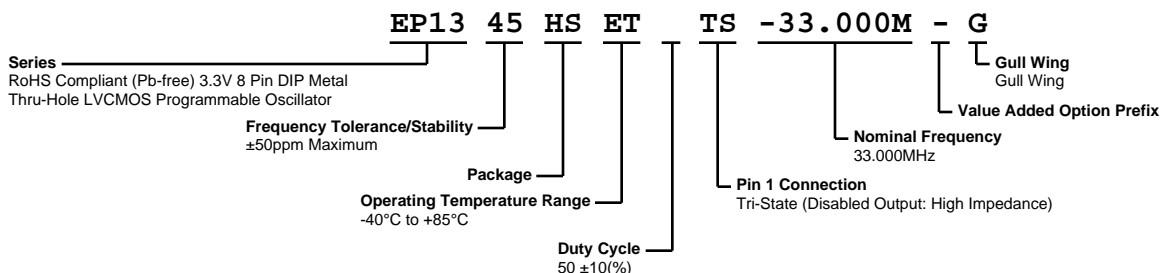 EP13 45 HS ET TS -33.000M - G
Series
RoHS Compliant (Pb-free) 3.3V 8 Pin DIP Metal
Thru-Hole LVCMOS Programmable Oscillator
Frequency Tolerance/Stability
±50ppm Maximum
Package
Operating Temperature Range
-40°C to +85°C
Duty Cycle
50 ±10(%)
Gull Wing
Gull Wing
Value Added Option Prefix
Nominal Frequency
33.000MHz
Pin 1 Connection
Tri-State (Disabled Output: High Impedance)